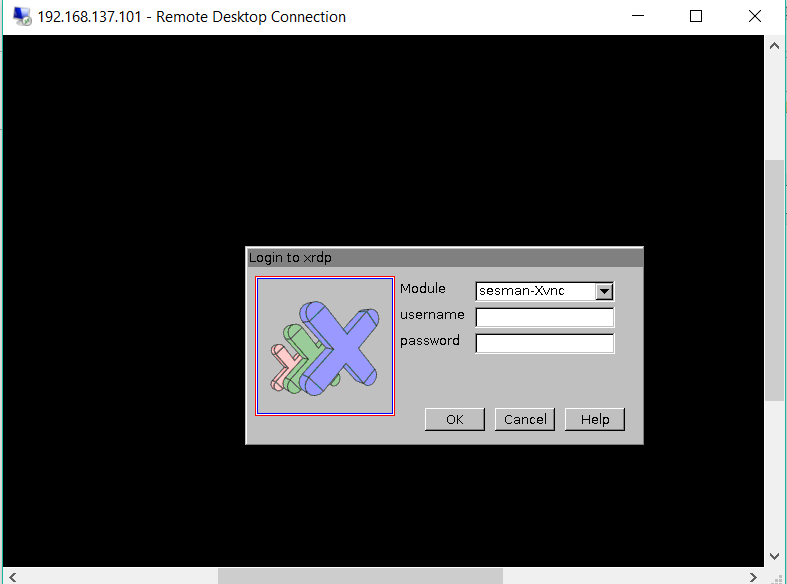 192.168.137.101 - Remote Desktop Connection
Login to xrdp
Module sesman-Xvnc
username
password
OK Cancel Help